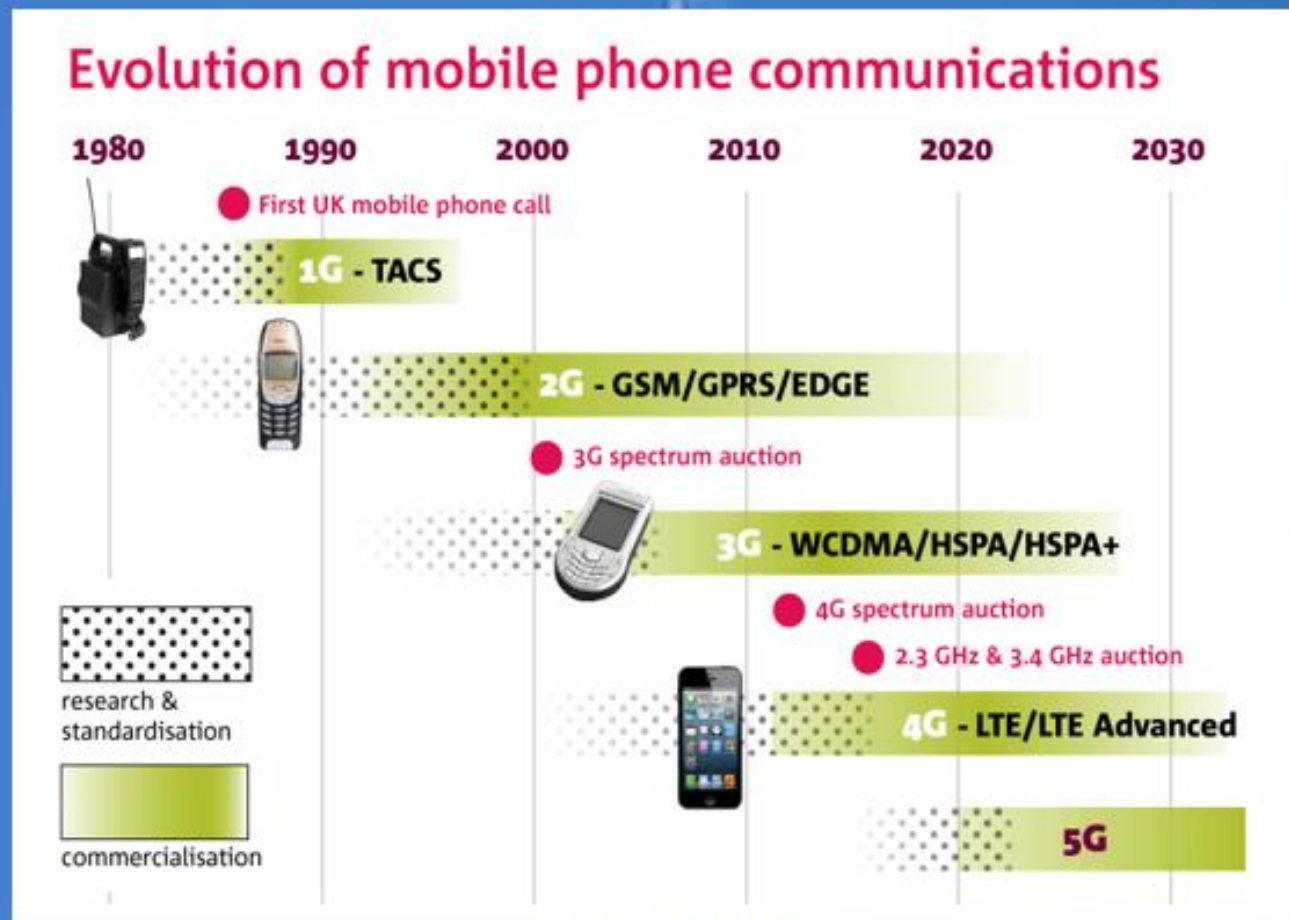 Evolution of mobile phone communications
1980 1990 2000 2010 2020 2030
First UK mobile phone call
1G - TACS
2G - GSM/GPRS/EDGE
3G spectrum auction
3G - WCDMA/HSPA/HSPA+
4G spectrum auction
2.3 GHz & 3.4 GHz auction
research &
standardisation
4G - LTE/LTE Advanced
commercialisation
5G